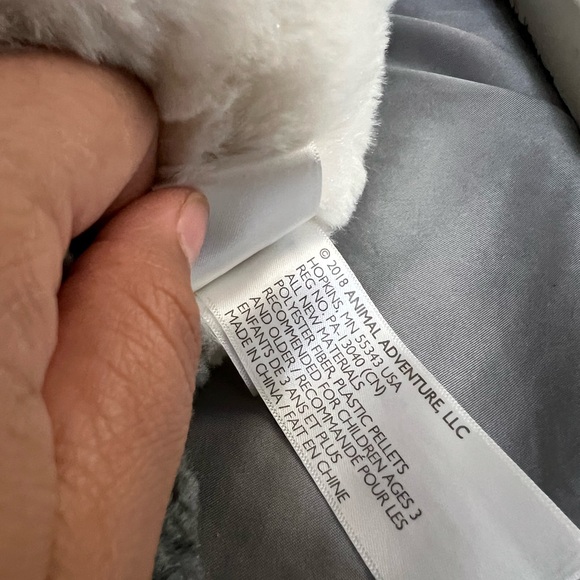 © 2018 ANIMAL ADVENTURE, LLC
HOPKINS, MN 55343 USA
REG NO. PA. 13040 (CN)
ALL NEW MATERIALS
POLYESTER FIBER, PLASTIC PELLETS
RECOMMENDED FOR CHILDREN AGES 3
AND OLDER / RECOMMANDÉ POUR LES
ENFANTS DE 3 ANS ET PLUS
MADE IN CHINA / FAIT EN CHINE